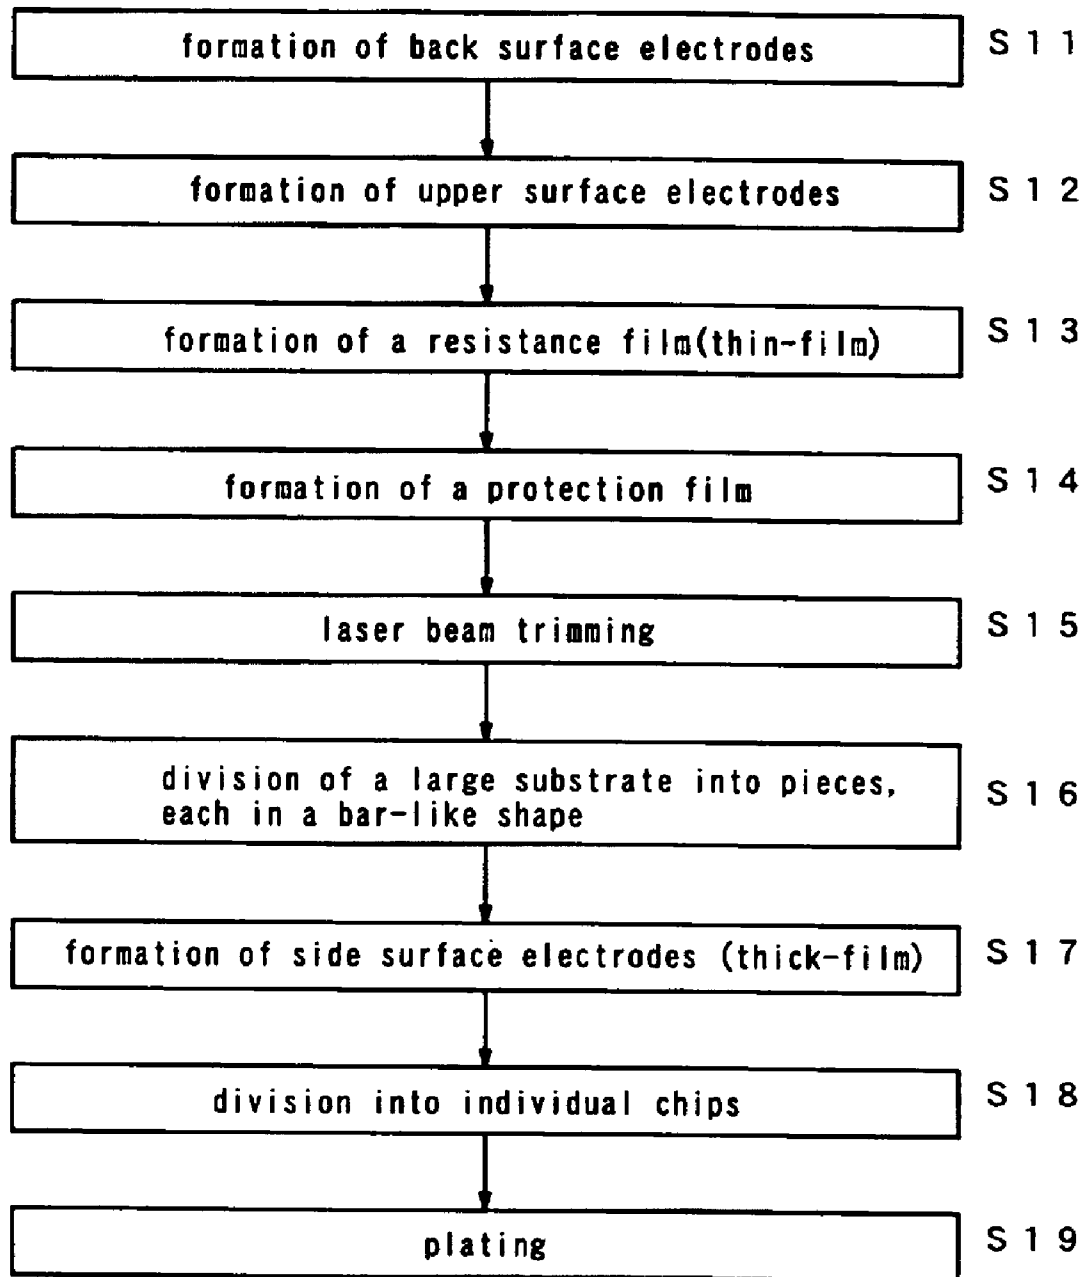 formation of back surface electrodes S11
formation of upper surface electrodes S12
formation of a resistance film(thin-film) S13
formation of a protection film S14
laser beam trimming S15
division of a large substrate into pieces, S16
each in a bar-like shape
formation of side surface electrodes (thick-film) S17
division into individual chips S18
plating S19